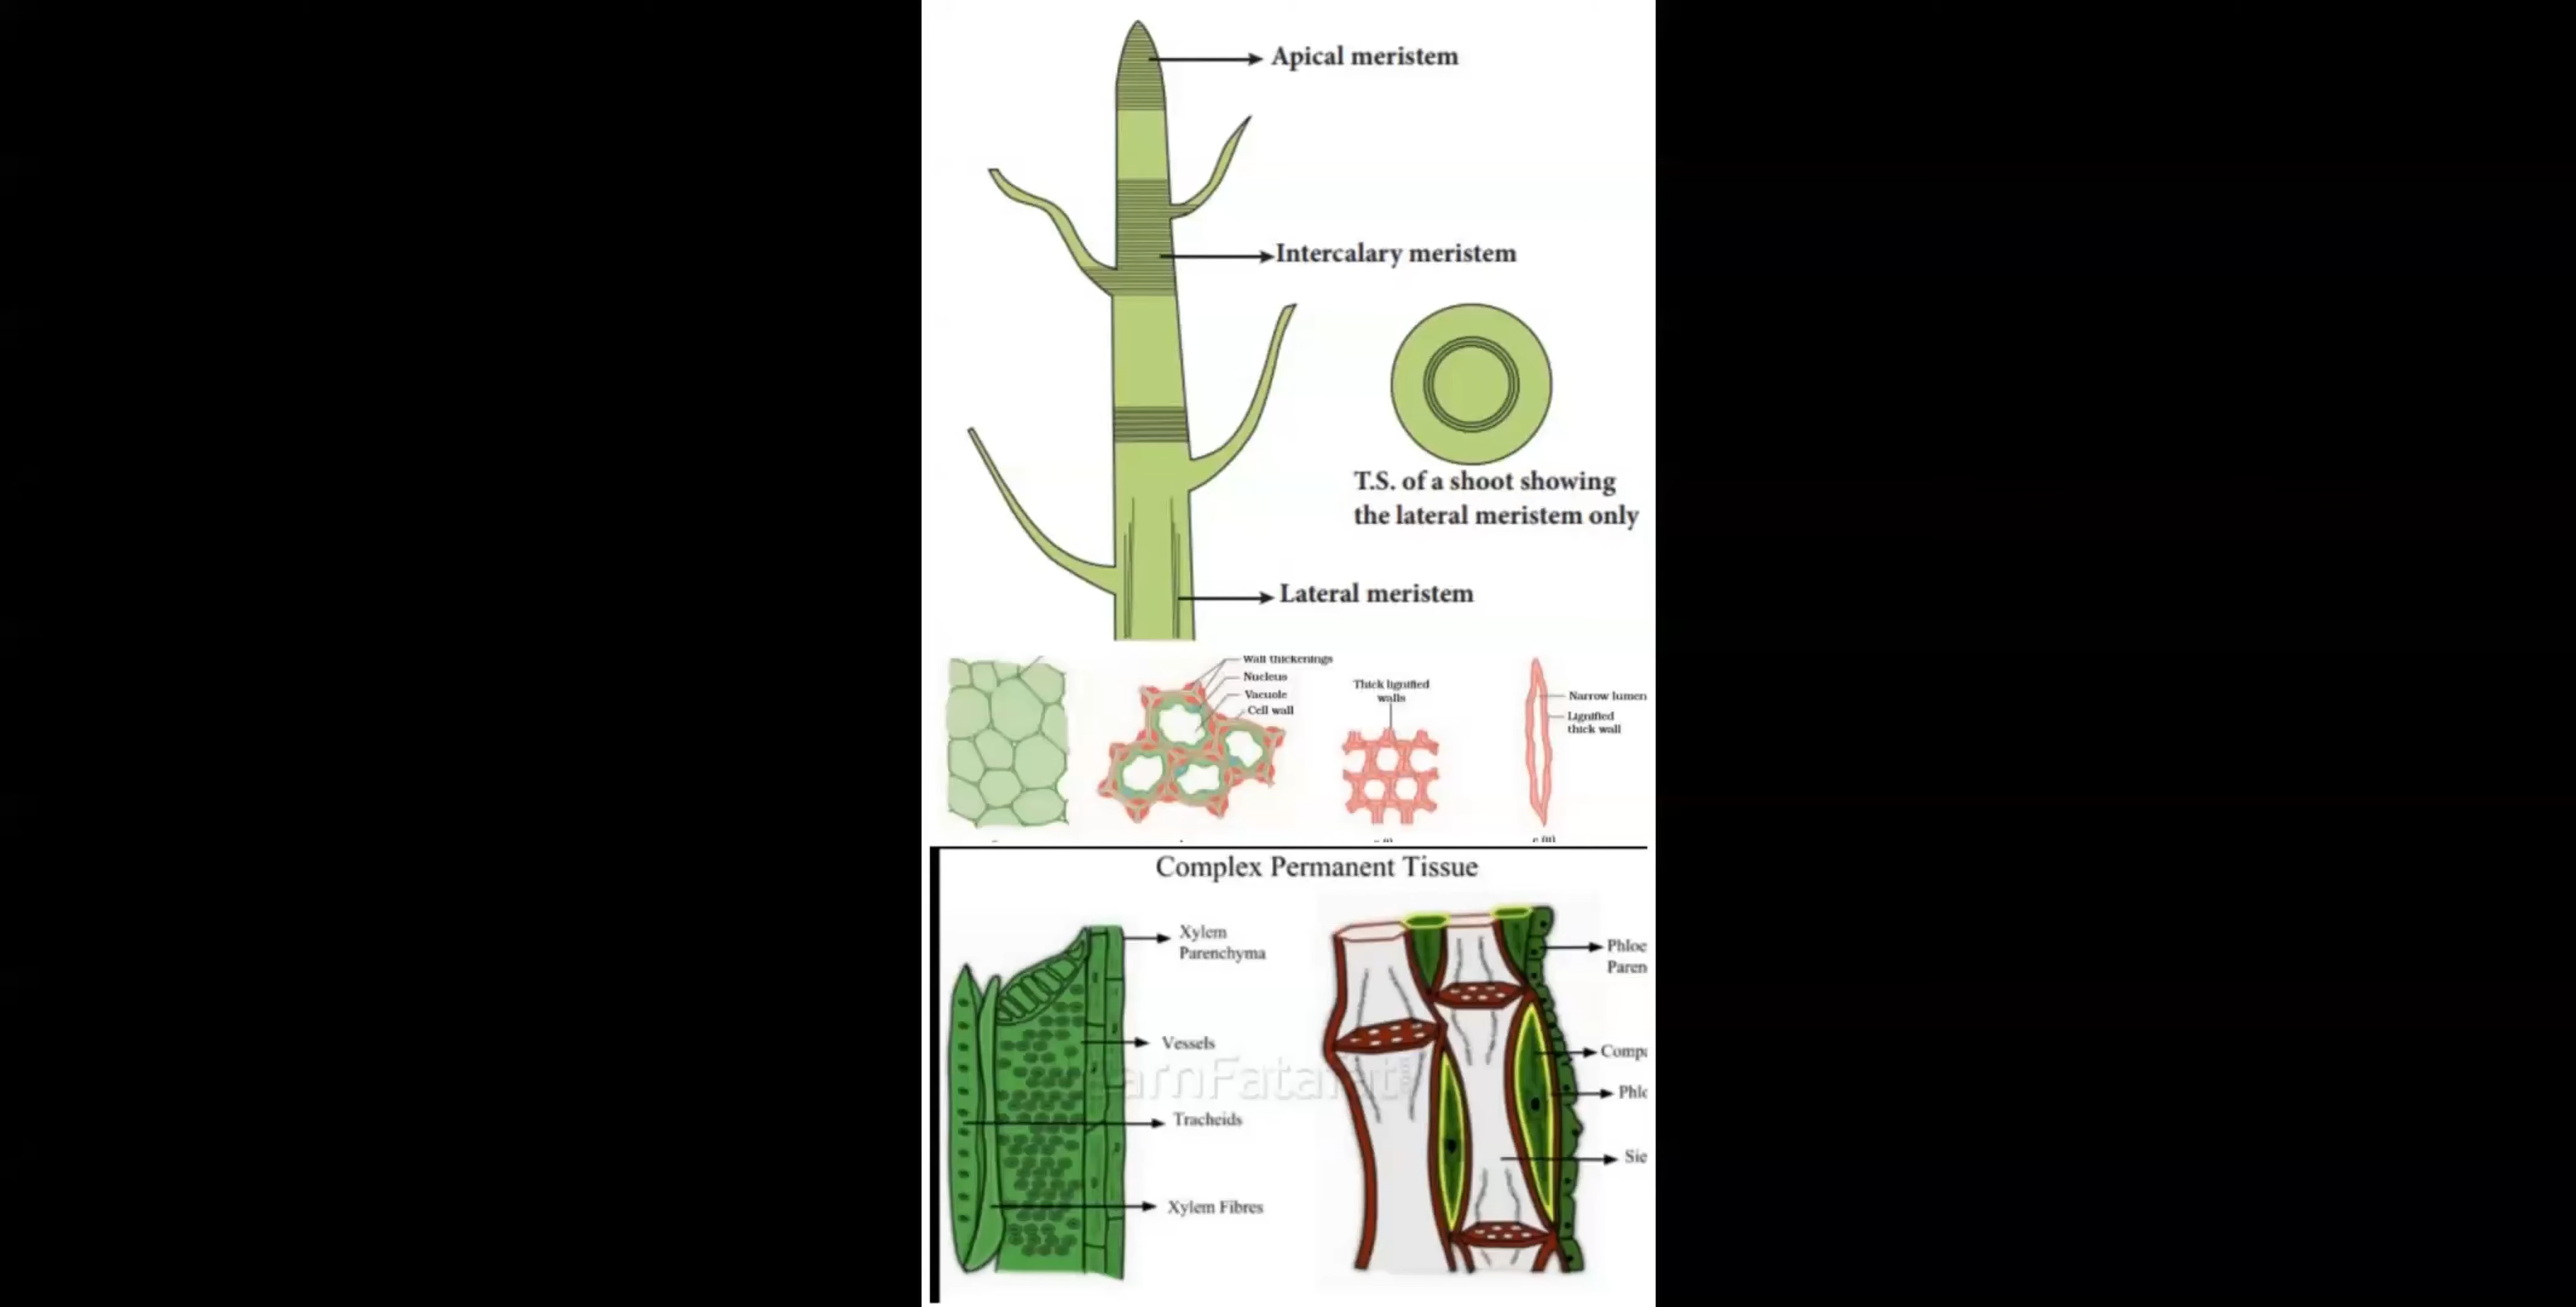 Apical meristem
Intercalary meristem
T.S. of a shoot showing
the lateral meristem only
Lateral meristem
Wall thickenings
Nucleus
Vacuole
Cell wall
Thick lignified
walls
Narrow lumen
Lignified
thick wall
Complex Permanent Tissue
Xylem
Parenchyma
Vessels
Tracheids
Xylem Fibres
Phloe
Paren
Comp
Phl
Sie